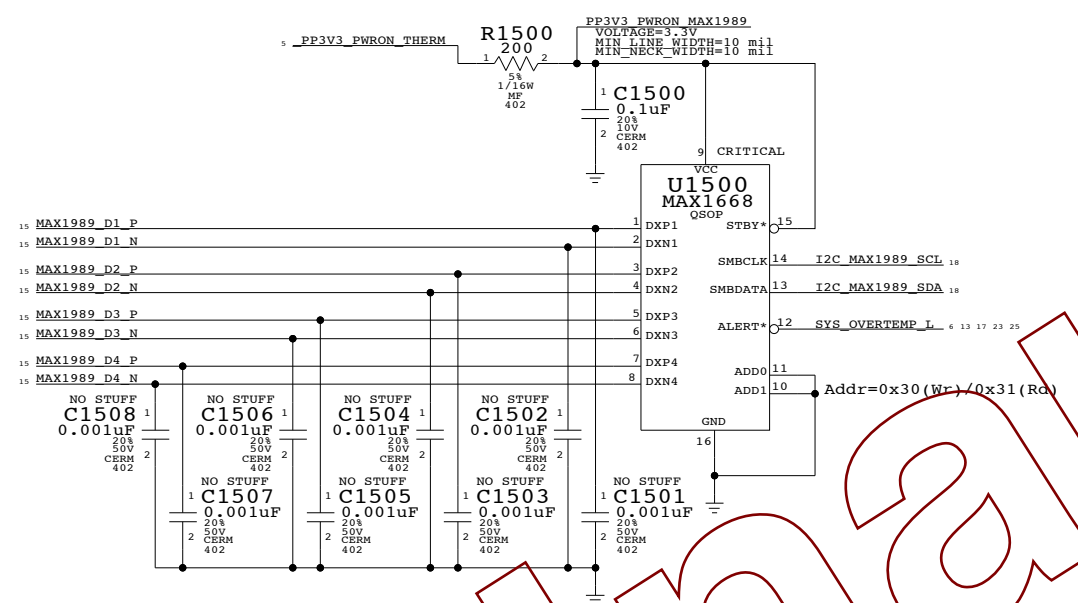 PP3V3_PWRON_MAX1989
VOLTAGE=3.3V
MIN_LINE_WIDTH=10 mil
MIN_NECK_WIDTH=10 mil
5 PP3V3_PWRON_THERM
R1500
200
1 2
5%
1/16W
MF
402
1 C1500
0.1uF
20%
10V
2 CERM
402
9 CRITICAL
VCC
U1500
MAX1668
QSOP
15 MAX1989_D1_P 1 DXP1 STBY* 15
15 MAX1989_D1_N 2 DXN1
SMBCLK 14 I2C_MAX1989_SCL 18
15 MAX1989_D2_P 3 DXP2
15 MAX1989_D2_N 4 DXN2 SMBDATA 13 I2C_MAX1989_SDA 18
15 MAX1989_D3_P 5 DXP3
ALERT* 12 SYS_OVERTEMP_L 6 13 17 23 25
15 MAX1989_D3_N 6 DXN3
15 MAX1989_D4_P 7 DXP4
ADD0 11
15 MAX1989_D4_N 8 DXN4
ADD1 10 Addr=0x30(Wr)/0x31(Rd)
GND
16
NO STUFF NO STUFF NO STUFF NO STUFF
C1508 1 C1506 1 C1504 1 C1502 1
0.001uF 0.001uF 0.001uF 0.001uF
20% 20% 20% 20%
50V 50V 50V 50V
CERM 2 CERM 2 CERM 2 CERM 2
402 402 402 402
NO STUFF NO STUFF NO STUFF NO STUFF
1 C1507 1 C1505 1 C1503 1 C1501
0.001uF 0.001uF 0.001uF 0.001uF
20% 20% 20% 20%
50V 50V 50V 50V
2 CERM 2 CERM 2 CERM 2 CERM
402 402 402 402